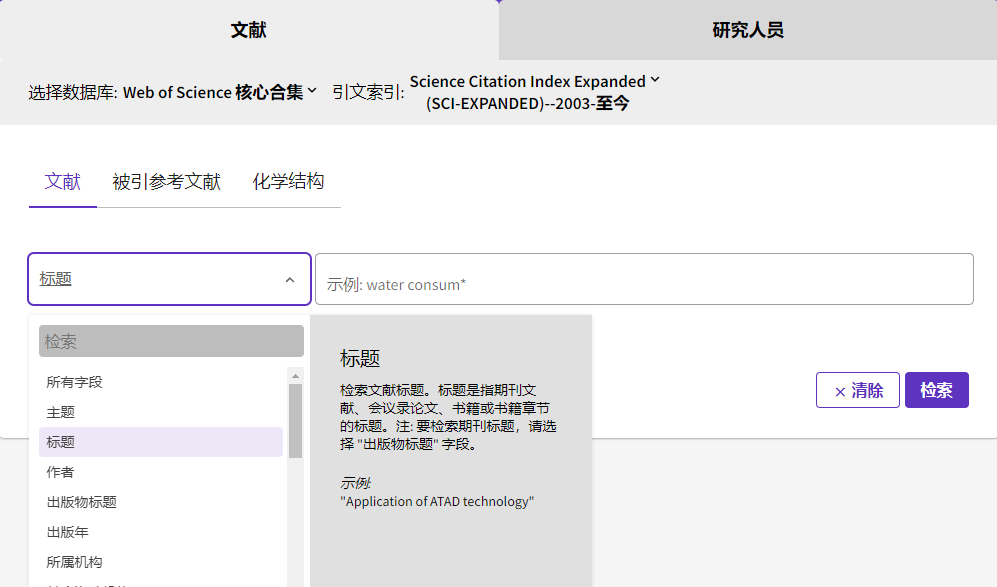 文献
研究人员
选择数据库: Web of Science 核心合集
引文索引: Science Citation Index Expanded
(SCI-EXPANDED)--2003-至今
文献
被引参考文献
化学结构
标题
示例: water consum*
检索
所有字段
主题
标题
作者
出版物标题
出版年
所属机构
标题
检索文献标题。标题是指期刊文
献、会议录论文、书籍或书籍章节
的标题。注: 要检索期刊标题，请选
择 "出版物标题" 字段。
示例:
"Application of ATAD technology"
× 清除
检索